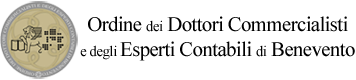 Ordine dei Dottori Commercialisti
e degli Esperti Contabili di Benevento